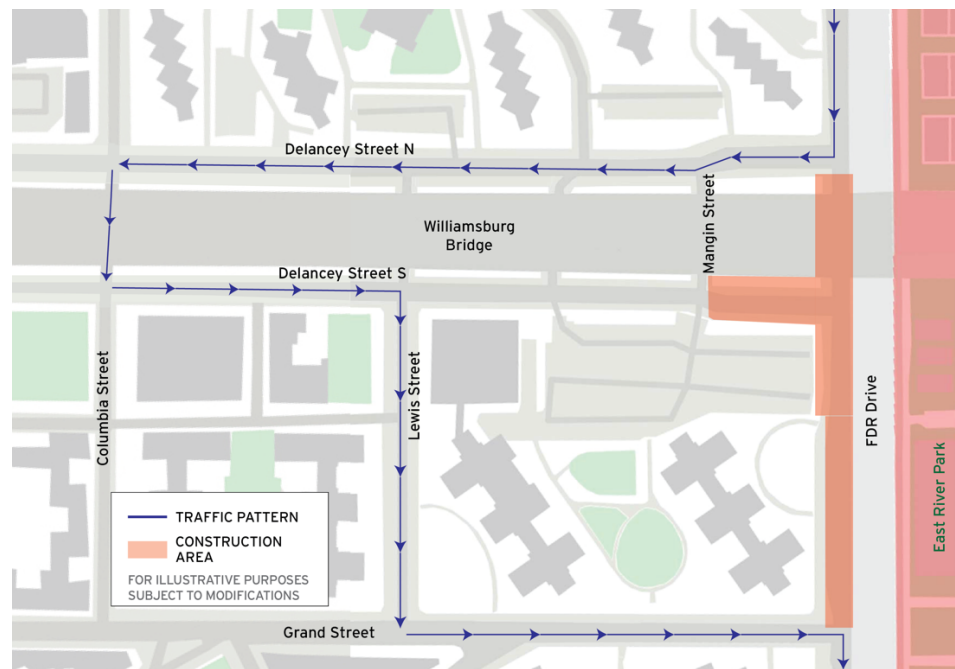 Delancey Street N
Williamsburg
Bridge
Mangin Street
Delancey Street S
Columbia Street
Lewis Street
FDR Drive
East River Park
TRAFFIC PATTERN
CONSTRUCTION
AREA
FOR ILLUSTRATIVE PURPOSES
SUBJECT TO MODIFICATIONS
Grand Street